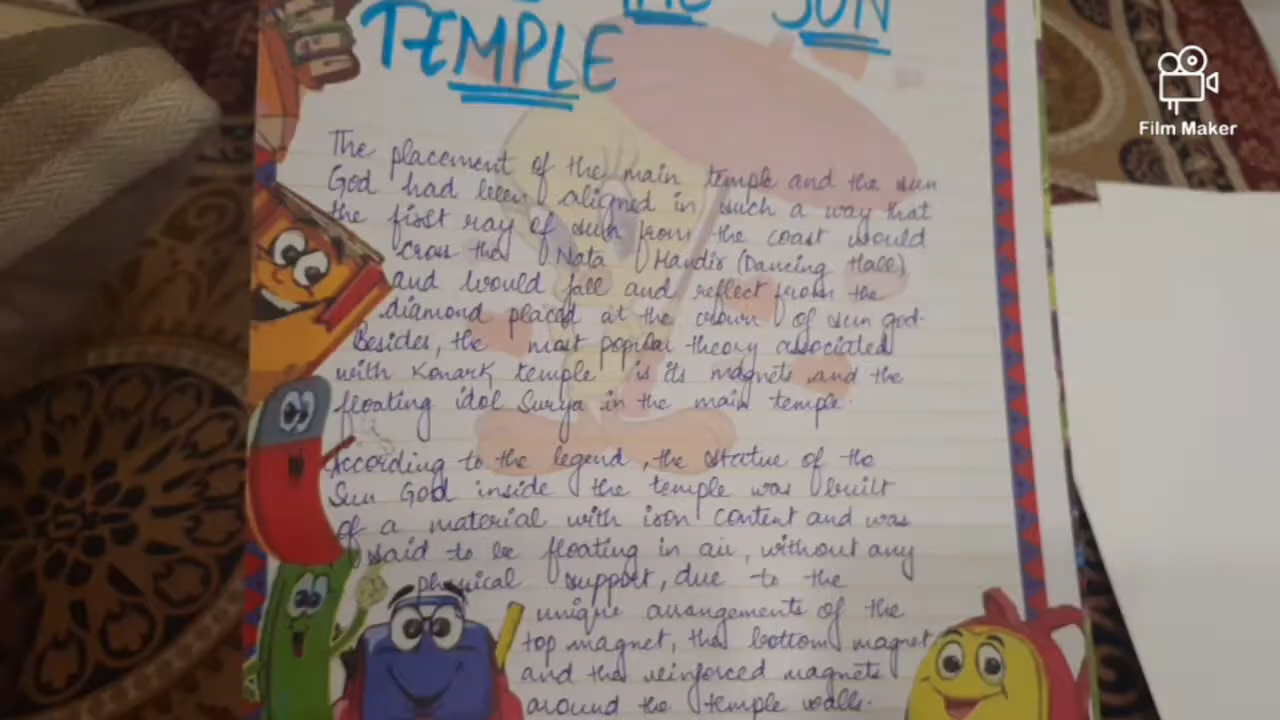 THE SUN
TEMPLE
Film Maker
The placement of the main temple and the sun
God had been aligned in such a way that
the first ray of sun from the coast would
cross the Nata Mandir (Dancing Hall)
and would fall and reflect from the
diamond placed at the crown of sun god.
Besides, the most popular theory associated
with Konark temple is its magnets and the
floating idol Surya in the main temple.
According to the legend, the statue of the
Sun God inside the temple was built
of a material with iron content and was
said to be floating in air, without any
physical support, due to the
unique arrangements of the
top magnet, the bottom magnet
and the reinforced magnets
around the temple walls.